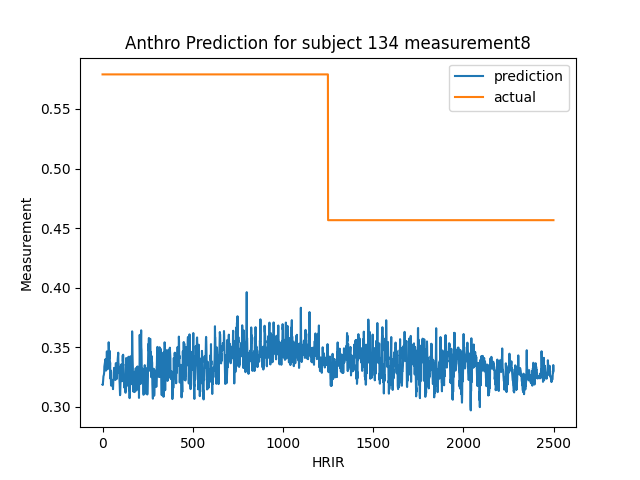 Anthro Prediction for subject 134 measurement8
prediction
actual
Measurement
0.55
0.50
0.45
0.40
0.35
0.30
0 500 1000 1500 2000 2500
HRIR